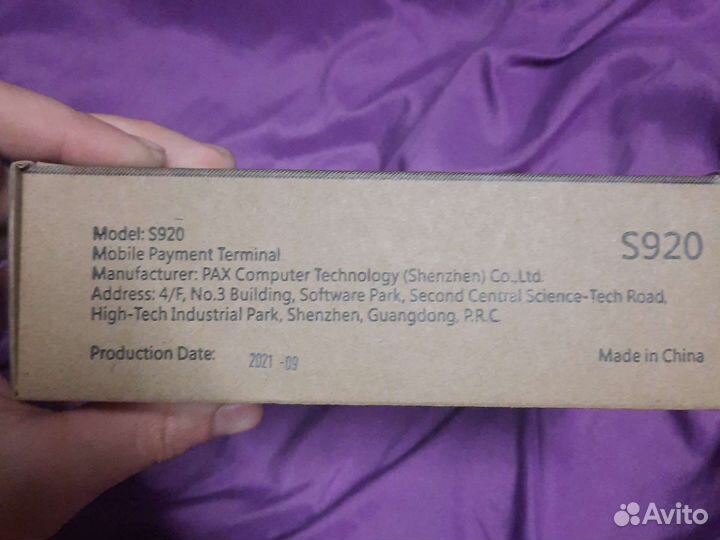 Model: S920
S920
Mobile Payment Terminal
Manufacturer: PAX Computer Technology (Shenzhen) Co.,Ltd.
Address: 4/F, No.3 Building, Software Park, Second Central Science-Tech Road,
High-Tech Industrial Park, Shenzhen, Guangdong, P.R.C
Production Date: 2021 -09
Made in China
Avito